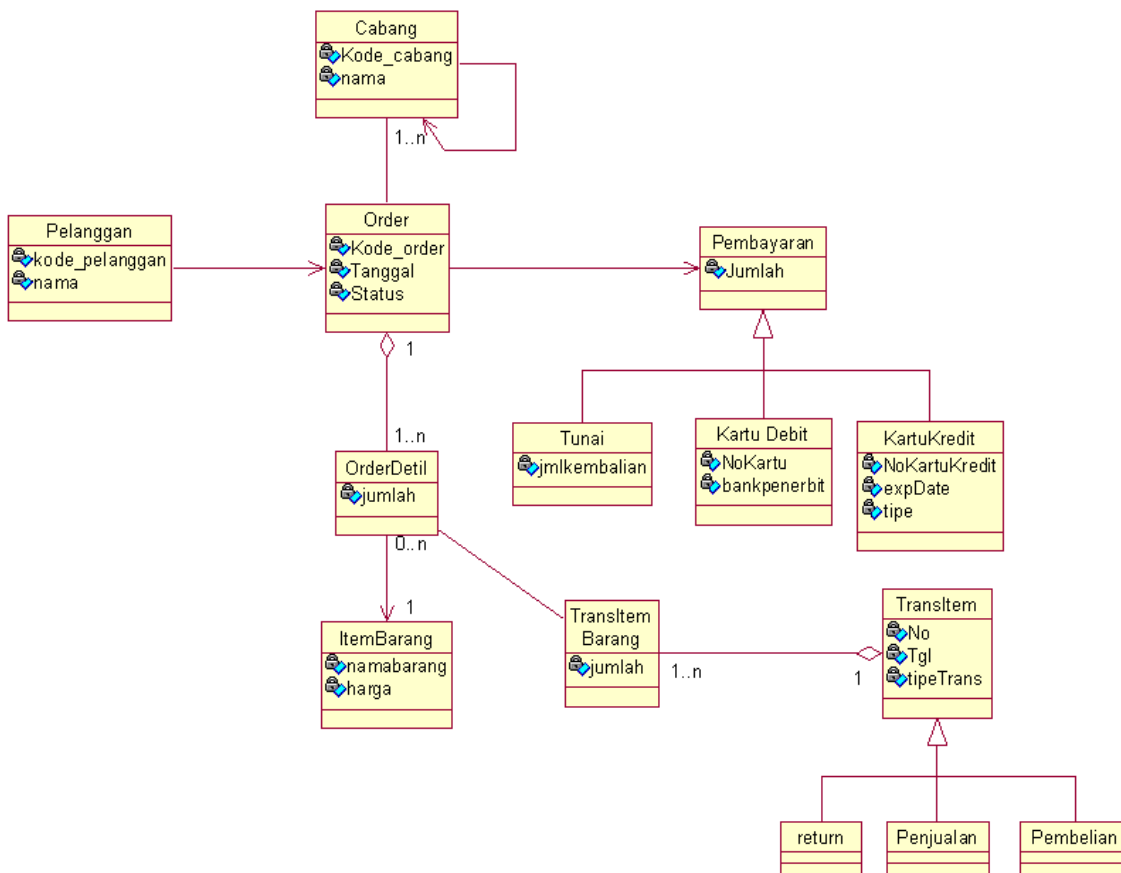 Cabang
Kode_cabang
nama
1..n
Pelanggan
kode_pelanggan
nama
Order
Kode_order
Tanggal
Status
1
Pembayaran
Jumlah
1..n
OrderDetil
jumlah
0..n
Tunai
jmlkembalian
Kartu Debit
NoKartu
bankpenerbit
KartuKredit
NoKartuKredit
expDate
tipe
1
ItemBarang
namabarang
harga
TransItem
Barang
jumlah
1..n
1
TransItem
No
Tgl
tipeTrans
return
Penjualan
Pembelian